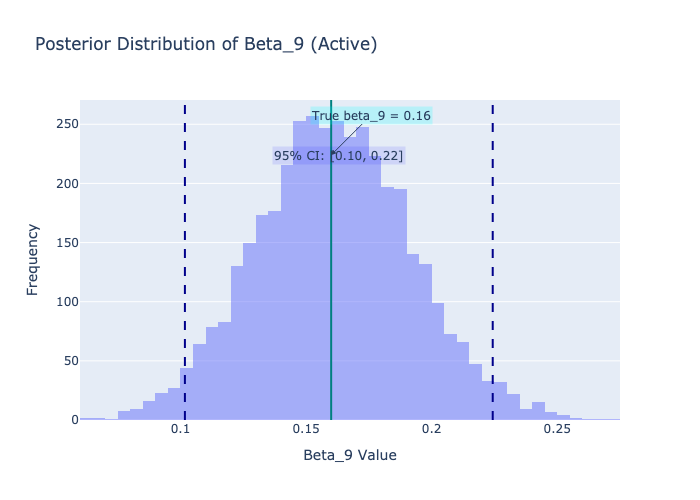 Posterior Distribution of Beta_9 (Active)
True beta_9 = 0.16
95% CI: [0.10, 0.22]
250
200
150
100
50
0
Frequency
0.1
0.15
0.2
0.25
Beta_9 Value